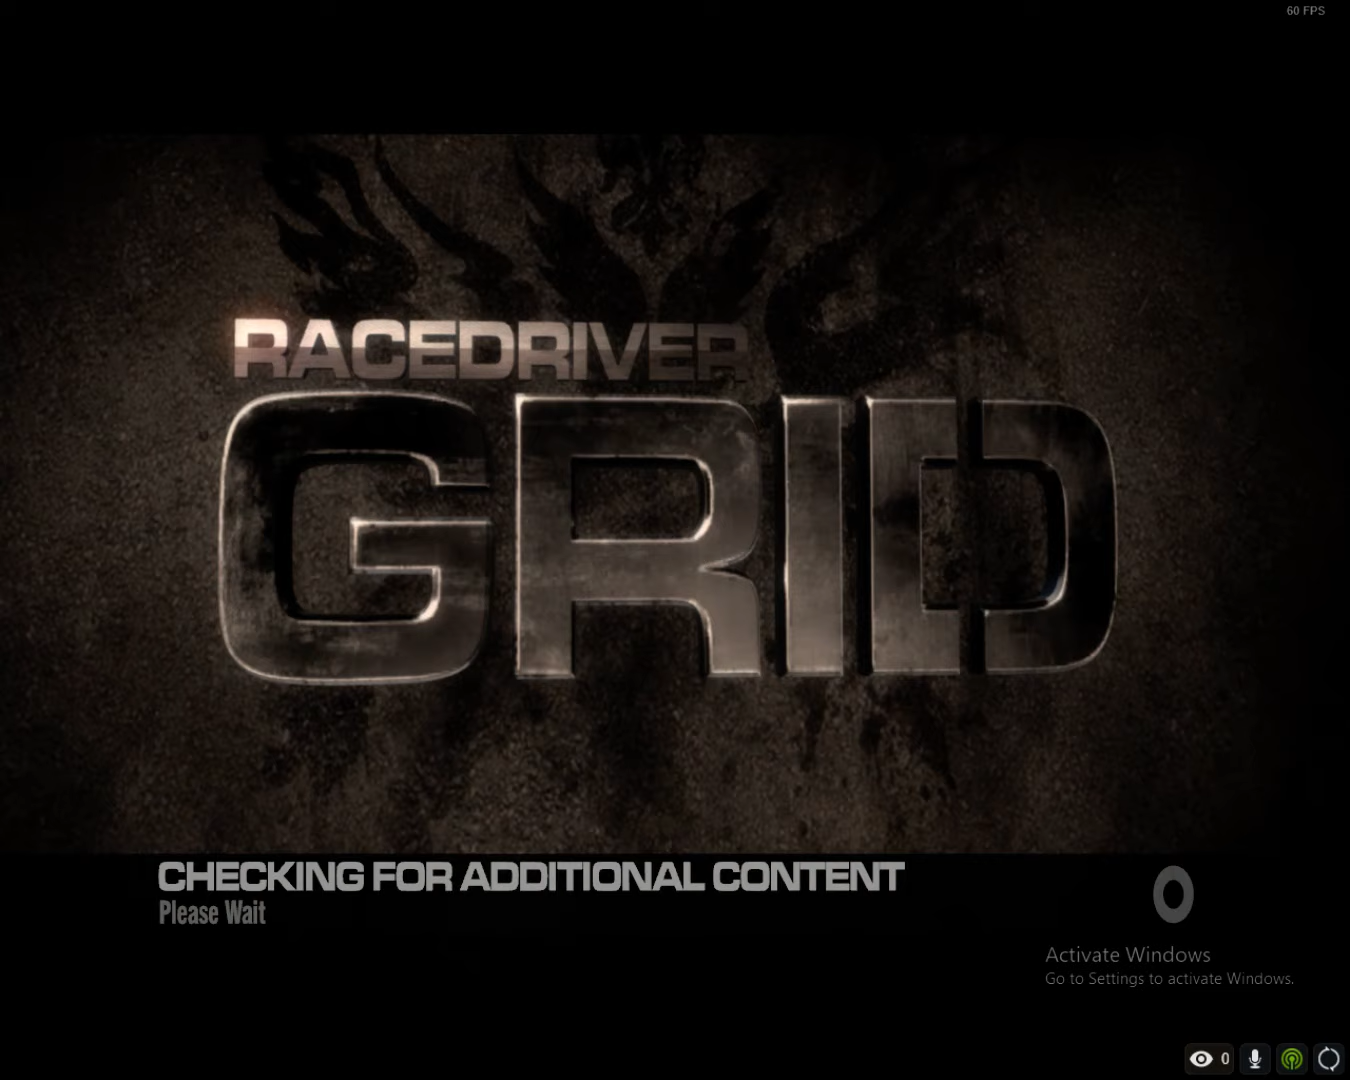 60 FPS
RACEDRIVER
GRID
CHECKING FOR ADDITIONAL CONTENT
Please Wait
Activate Windows
Go to Settings to activate Windows.
0